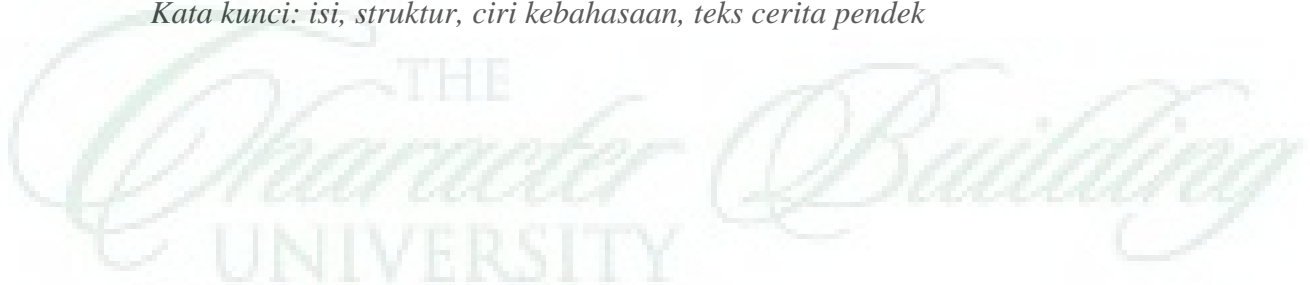 Kata kunci: isi, struktur, ciri kebahasaan, teks cerita pendek
THE
Character Building
UNIVERSITY